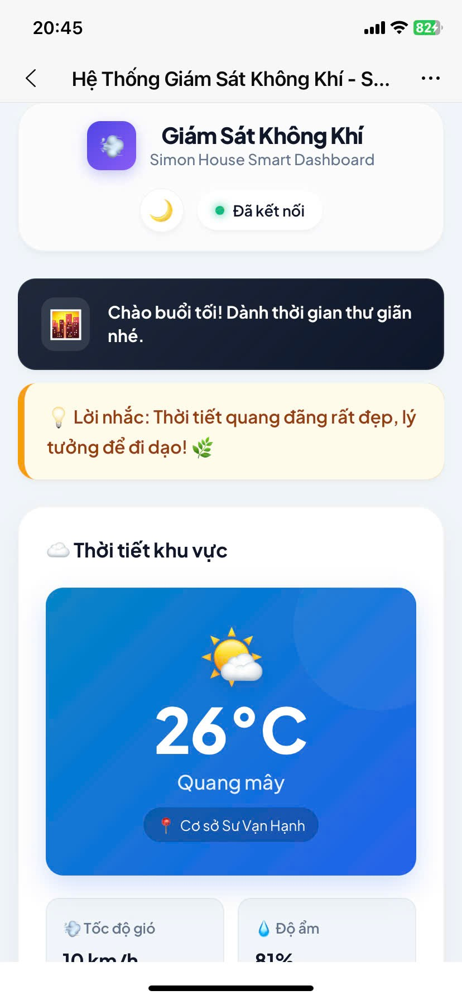 20:45
82
Hệ Thống Giám Sát Không Khí - S...
Giám Sát Không Khí
Simon House Smart Dashboard
Đã kết nối
Chào buổi tối! Dành thời gian thư giãn
nhé.
Lời nhắc: Thời tiết quang đãng rất đẹp, lý
tưởng để đi dạo!
Thời tiết khu vực
26°C
Quang mây
Cơ sở Sư Vạn Hạnh
Tốc độ gió
Độ ẩm
10 km/h
81%